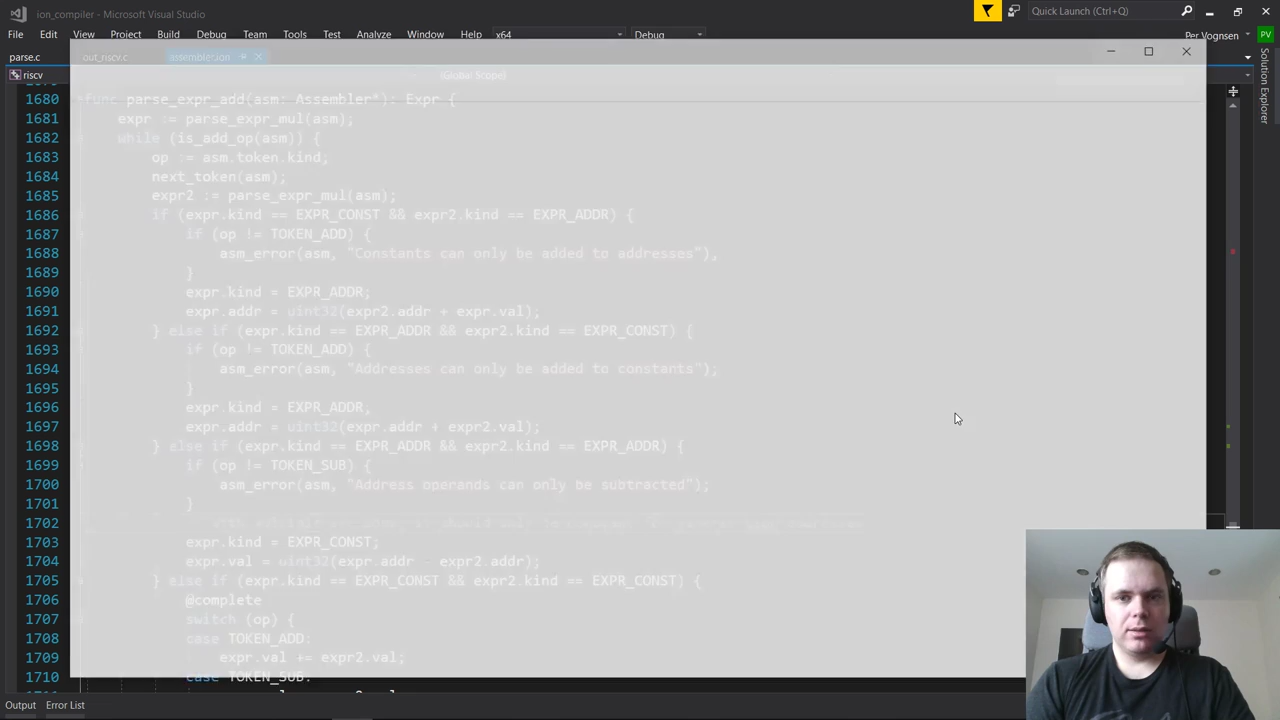 ion_compiler - Microsoft Visual Studio
Quick Launch (Ctrl+Q)
File Edit View Project Build Debug Team Tools Test Analyze Window Help x64 Debug Per Vognsen PV
parse.c out_riscv.c assembler.ion
riscv (Global Scope)
Solution Explorer
1680 func parse_expr_add(asm: Assembler*): Expr {
1681 expr := parse_expr_mul(asm);
1682 while (is_add_op(asm)) {
1683 op := asm.token.kind;
1684 next_token(asm);
1685 expr2 := parse_expr_mul(asm);
1686 if (expr.kind == EXPR_CONST && expr2.kind == EXPR_ADDR) {
1687 if (op != TOKEN_ADD) {
1688 asm_error(asm, "Constants can only be added to addresses");
1689 }
1690 expr.kind = EXPR_ADDR;
1691 expr.addr = uint32(expr2.addr + expr.val);
1692 } else if (expr.kind == EXPR_ADDR && expr2.kind == EXPR_CONST) {
1693 if (op != TOKEN_ADD) {
1694 asm_error(asm, "Addresses can only be added to constants");
1695 }
1696 expr.kind = EXPR_ADDR;
1697 expr.addr = uint32(expr.addr + expr2.val);
1698 } else if (expr.kind == EXPR_ADDR && expr2.kind == EXPR_ADDR) {
1699 if (op != TOKEN_SUB) {
1700 asm_error(asm, "Address operands can only be subtracted");
1701 }
1702
1703 expr.kind = EXPR_CONST;
1704 expr.val = uint32(expr.addr - expr2.addr);
1705 } else if (expr.kind == EXPR_CONST && expr2.kind == EXPR_CONST) {
1706 @complete
1707 switch (op) {
1708 case TOKEN_ADD:
1709 expr.val += expr2.val;
1710 case TOKEN_SUB:
Output Error List